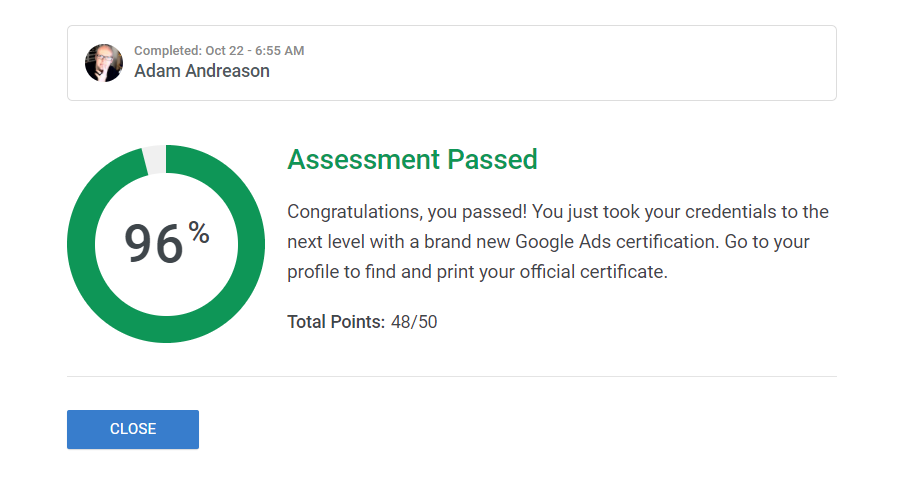 Completed: Oct 22 - 6:55 AM
Adam Andreason
96%
Assessment Passed
Congratulations, you passed! You just took your credentials to the
next level with a brand new Google Ads certification. Go to your
profile to find and print your official certificate.
Total Points: 48/50
CLOSE